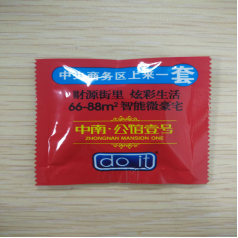 中央商务区上来一套
财源街里 炫彩生活
66-88m² 智能微豪宅
中南·公馆壹号
ZHONGNAN MANSION ONE
do it